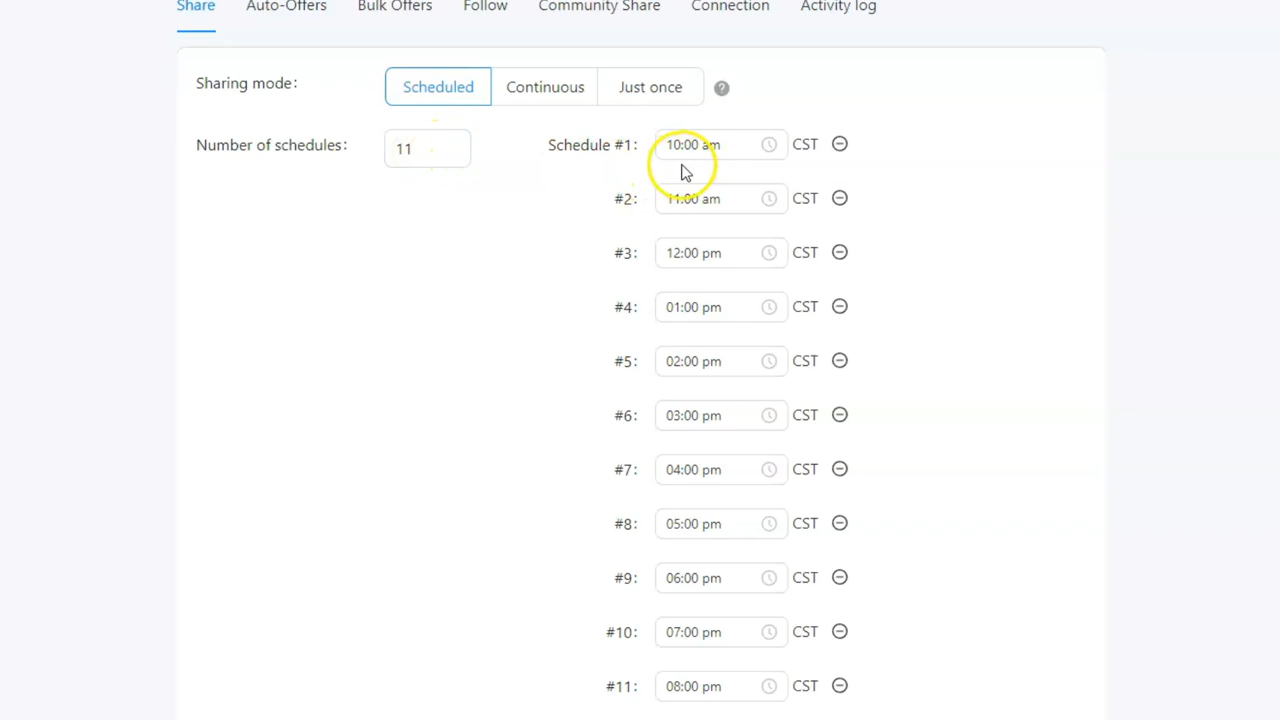 Share Auto-Offers Bulk Offers Follow Community Share Connection Activity log
Sharing mode: Scheduled Continuous Just once ?
Number of schedules: 11 Schedule #1: 10:00 am CST
#2: 11:00 am CST
#3: 12:00 pm CST
#4: 01:00 pm CST
#5: 02:00 pm CST
#6: 03:00 pm CST
#7: 04:00 pm CST
#8: 05:00 pm CST
#9: 06:00 pm CST
#10: 07:00 pm CST
#11: 08:00 pm CST